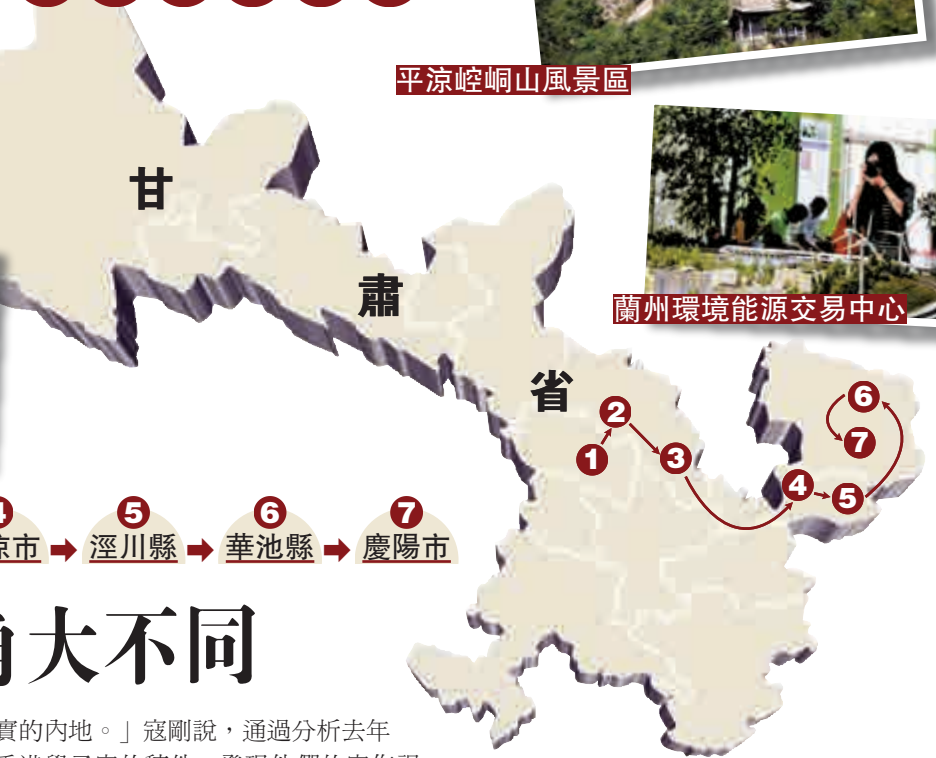 平涼崆峒山風景區
甘
肅
蘭州環境能源交易中心
省
1
2
3
4
5
6
7
4 5 6 7
涼市 涇川縣 華池縣 慶陽市
大不同
實的內地。」寇剛說，通過分析去年